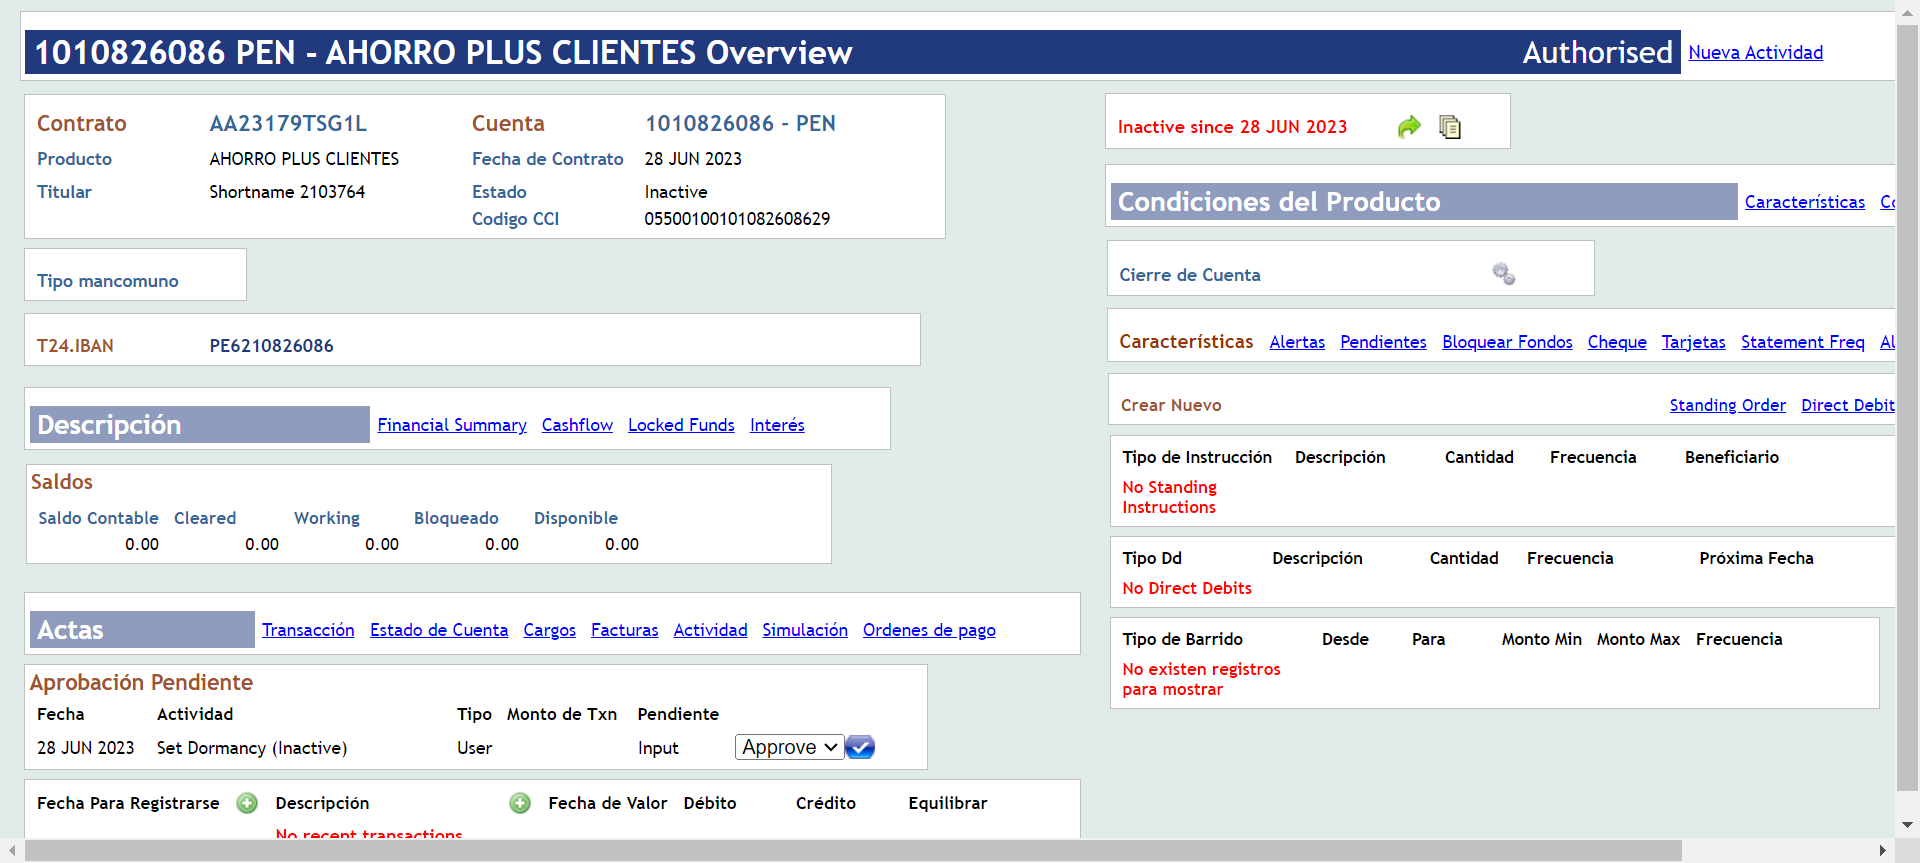 1010826086 PEN - AHORRO PLUS CLIENTES Overview Authorised Nueva Actividad
Contrato AA23179TSG1L Cuenta 1010826086 - PEN
Producto AHORRO PLUS CLIENTES Fecha de Contrato 28 JUN 2023
Titular Shortname 2103764 Estado Inactive
Codigo CCI 05500100101082608629
Tipo mancomuno
T24.IBAN PE6210826086
Descripción Financial Summary Cashflow Locked Funds Interés
Saldos
Saldo Contable Cleared Working Bloqueado Disponible
0.00 0.00 0.00 0.00 0.00
Actas Transacción Estado de Cuenta Cargos Facturas Actividad Simulación Ordenes de pago
Aprobación Pendiente
Fecha Actividad Tipo Monto de Txn Pendiente
28 JUN 2023 Set Dormancy (Inactive) User Input Approve
Fecha Para Registrarse Descripción Fecha de Valor Débito Crédito Equilibrar
No recent transactions
Inactive since 28 JUN 2023
Condiciones del Producto Características
Cierre de Cuenta
Características Alertas Pendientes Bloquear Fondos Cheque Tarjetas Statement Freq
Crear Nuevo Standing Order Direct Debit
Tipo de Instrucción Descripción Cantidad Frecuencia Beneficiario
No Standing
Instructions
Tipo Dd Descripción Cantidad Frecuencia Próxima Fecha
No Direct Debits
Tipo de Barrido Desde Para Monto Min Monto Max Frecuencia
No existen registros
para mostrar